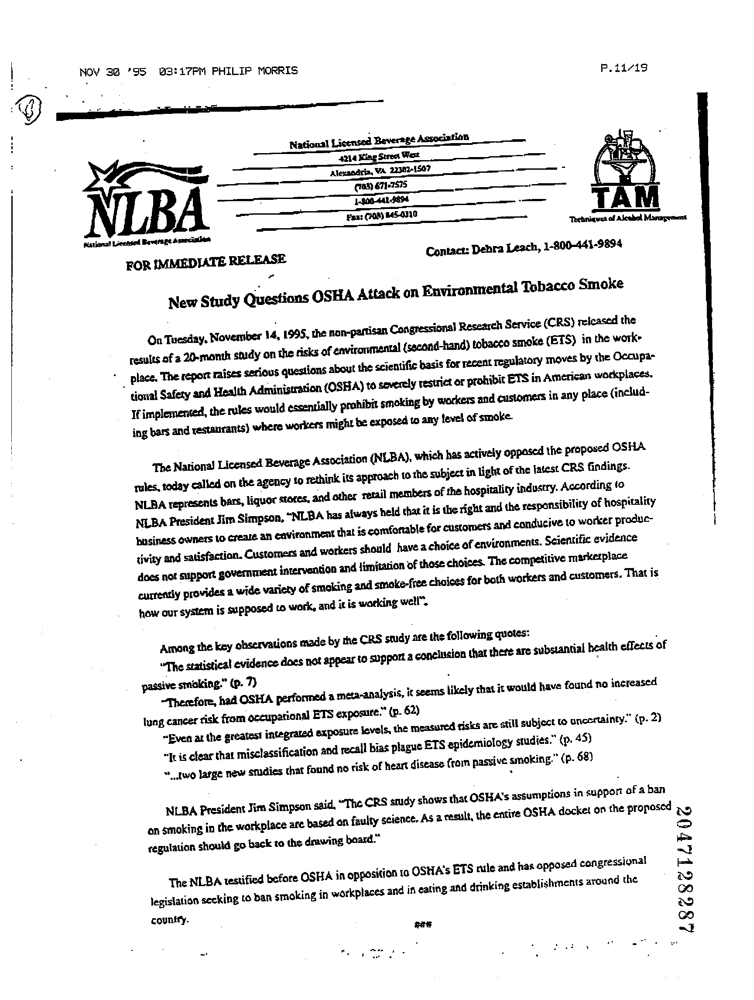 NOV 30 '95 03:17PM PHILIP MORRIS
P.11/19
National Licensed Beverage Association
4214 King Street West
Alexandria, VA 22302-1507
(703) 671-7575
1-800-441-9894
Fax: (703) 845-0310
NLBA
National Licensed Beverage Association
TAM
Techniques of Alcohol Management
FOR IMMEDIATE RELEASE
Contact: Debra Leach, 1-800-441-9894
New Study Questions OSHA Attack on Environmental Tobacco Smoke
On Tuesday, November 14, 1995, the non-partisan Congressional Research Service (CRS) released the
results of a 20-month study on the risks of environmental (second-hand) tobacco smoke (ETS) in the work-
place. The report raises serious questions about the scientific basis for recent regulatory moves by the Occupa-
tional Safety and Health Administration (OSHA) to severely restrict or prohibit ETS in American workplaces.
If implemented, the rules would essentially prohibit smoking by workers and customers in any place (includ-
ing bars and restaurants) where workers might be exposed to any level of smoke.
The National Licensed Beverage Association (NLBA), which has actively opposed the proposed OSHA
rules, today called on the agency to rethink its approach to the subject in light of the latest CRS findings.
NLBA represents bars, liquor stores, and other retail members of the hospitality industry. According to
NLBA President Jim Simpson, "NLBA has always held that it is the right and the responsibility of hospitality
business owners to create an environment that is comfortable for customers and conducive to worker produc-
tivity and satisfaction. Customers and workers should have a choice of environments. Scientific evidence
does not support government intervention and limitation of those choices. The competitive marketplace
currently provides a wide variety of smoking and smoke-free choices for both workers and customers. That is
how our system is supposed to work, and it is working well".
Among the key observations made by the CRS study are the following quotes:
"The statistical evidence does not appear to support a conclusion that there are substantial health effects of
passive smoking." (p. 7)
"Therefore, had OSHA performed a meta-analysis, it seems likely that it would have found no increased
lung cancer risk from occupational ETS exposure." (p. 62)
"Even at the greatest integrated exposure levels, the measured risks are still subject to uncertainty." (p. 2)
"It is clear that misclassification and recall bias plague ETS epidemiology studies." (p. 45)
"...two large new studies that found no risk of heart disease from passive smoking." (p. 68)
NLBA President Jim Simpson said, "The CRS study shows that OSHA's assumptions in support of a ban
on smoking in the workplace are based on faulty science. As a result, the entire OSHA docket on the proposed
regulation should go back to the drawing board."
The NLBA testified before OSHA in opposition to OSHA's ETS rule and has opposed congressional
legislation seeking to ban smoking in workplaces and in eating and drinking establishments around the
country.
###
2047128287